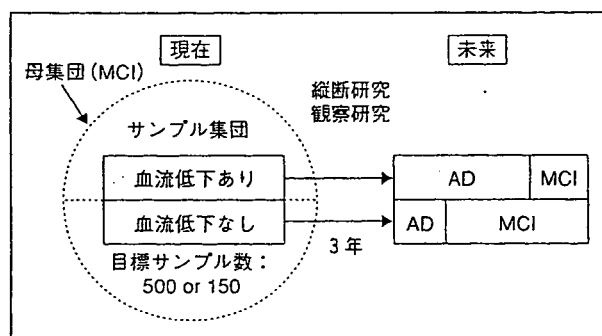 現在
未来
母集団(MCI)
縦断研究
観察研究
サンプル集団
血流低下あり
AD
MCI
血流低下なし
AD
MCI
3年
目標サンプル数:
500 or 150